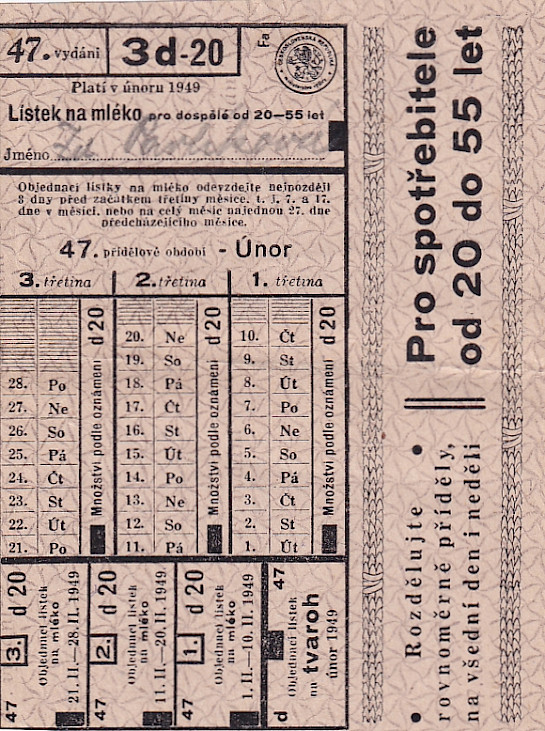 47. vydání
3d-20
Fa
ČESKOSLOVENSKÁ REPUBLIKA
Platí v únoru 1949
Lístek na mléko pro dospělé od 20—55 let
Jméno
Objednací lístky na mléko odevzdejte nejpozději
3 dny před začátkem třetiny měsíce, t. j. 7. a 17.
dne v měsíci, nebo na celý měsíc najednou 27. dne
předcházejícího měsíce.
47. přídělové období - Únor
3. třetina
2. třetina
1. třetina
28. Po
27. Ne
26. So
25. Pá
24. Čt
23. St
22. Út
21. Po
Množství podle oznámení d 20
20. Ne
19. So
18. Pá
17. Čt
16. St
15. Út
14. Po
13. Ne
12. So
11. Pá
Množství podle oznámení d 20
10. Čt
9. St
8. Út
7. Po
6. Ne
5. So
4. Pá
3. Čt
2. St
1. Út
Množství podle oznámení d 20
47 3. d 20
Objednací lístek
na mléko
21. II.—28. II. 1949
47 2. d 20
Objednací lístek
na mléko
11. II.—20. II. 1949
47 1. d 20
Objednací lístek
na mléko
1. II.—10. II. 1949
d 47
Objednací lístek
na tvaroh
únor 1949
Pro spotřebitele
od 20 do 55 let
• Rozdělujte •
rovnoměrně příděly,
na všední den i neděli